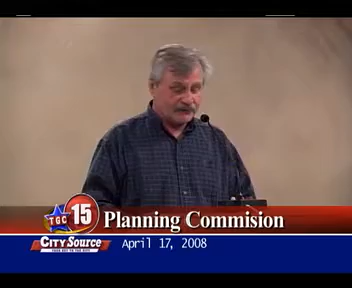 TGC 15
Planning Commision
CITY SOURCE
April 17, 2008